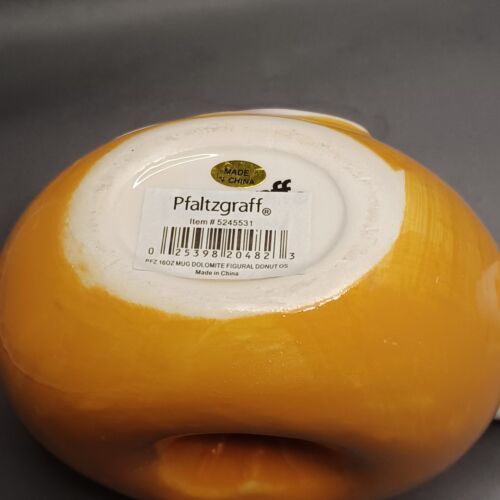 MADE
IN CHINA
ff
Pfaltzgraff®
Item # 5245531
0 25398 20482 3
PFZ 16OZ MUG DOLOMITE FIGURAL DONUT OS
Made in China